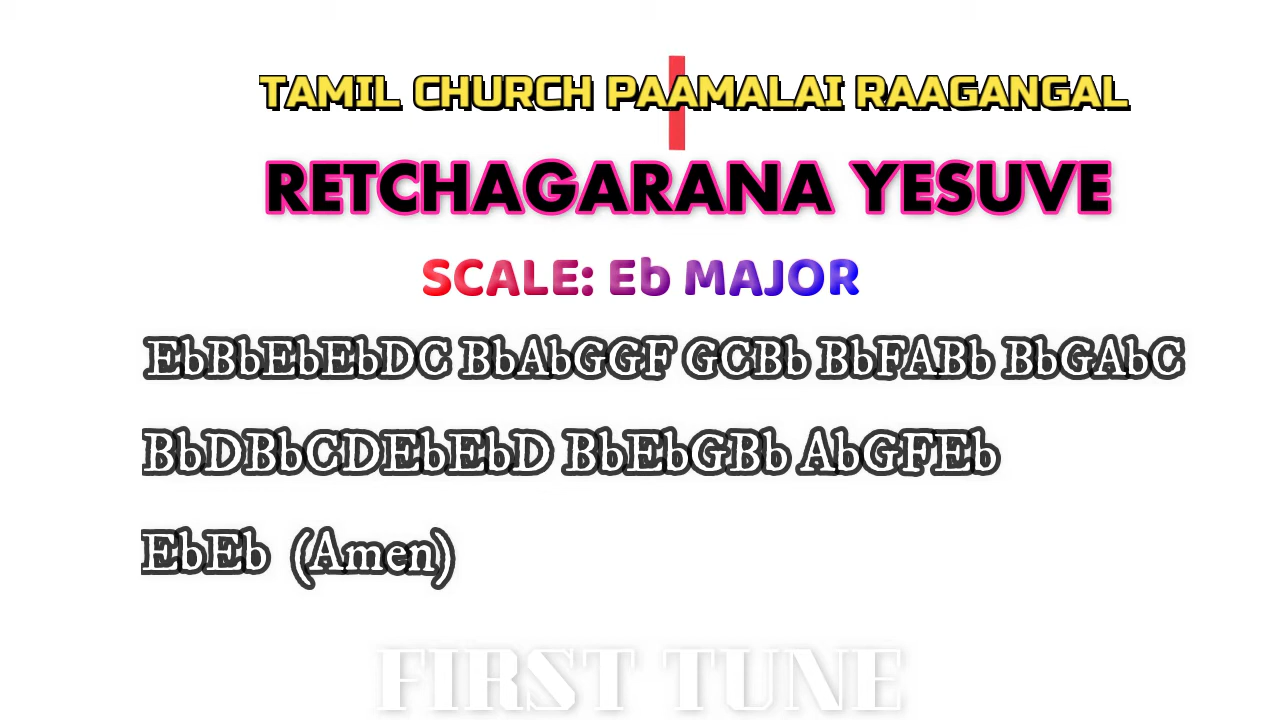 TAMIL CHURCH PAAMALAI RAAGANGAL
RETCHAGARANA YESUVE
SCALE: Eb MAJOR
EbBbEbEbDC BbAbGGF GCBb BbFABb BbGAbC
BbDBbCDEbEbD BbEbGBb AbGFEb
EbEb (Amen)
FIRST TUNE